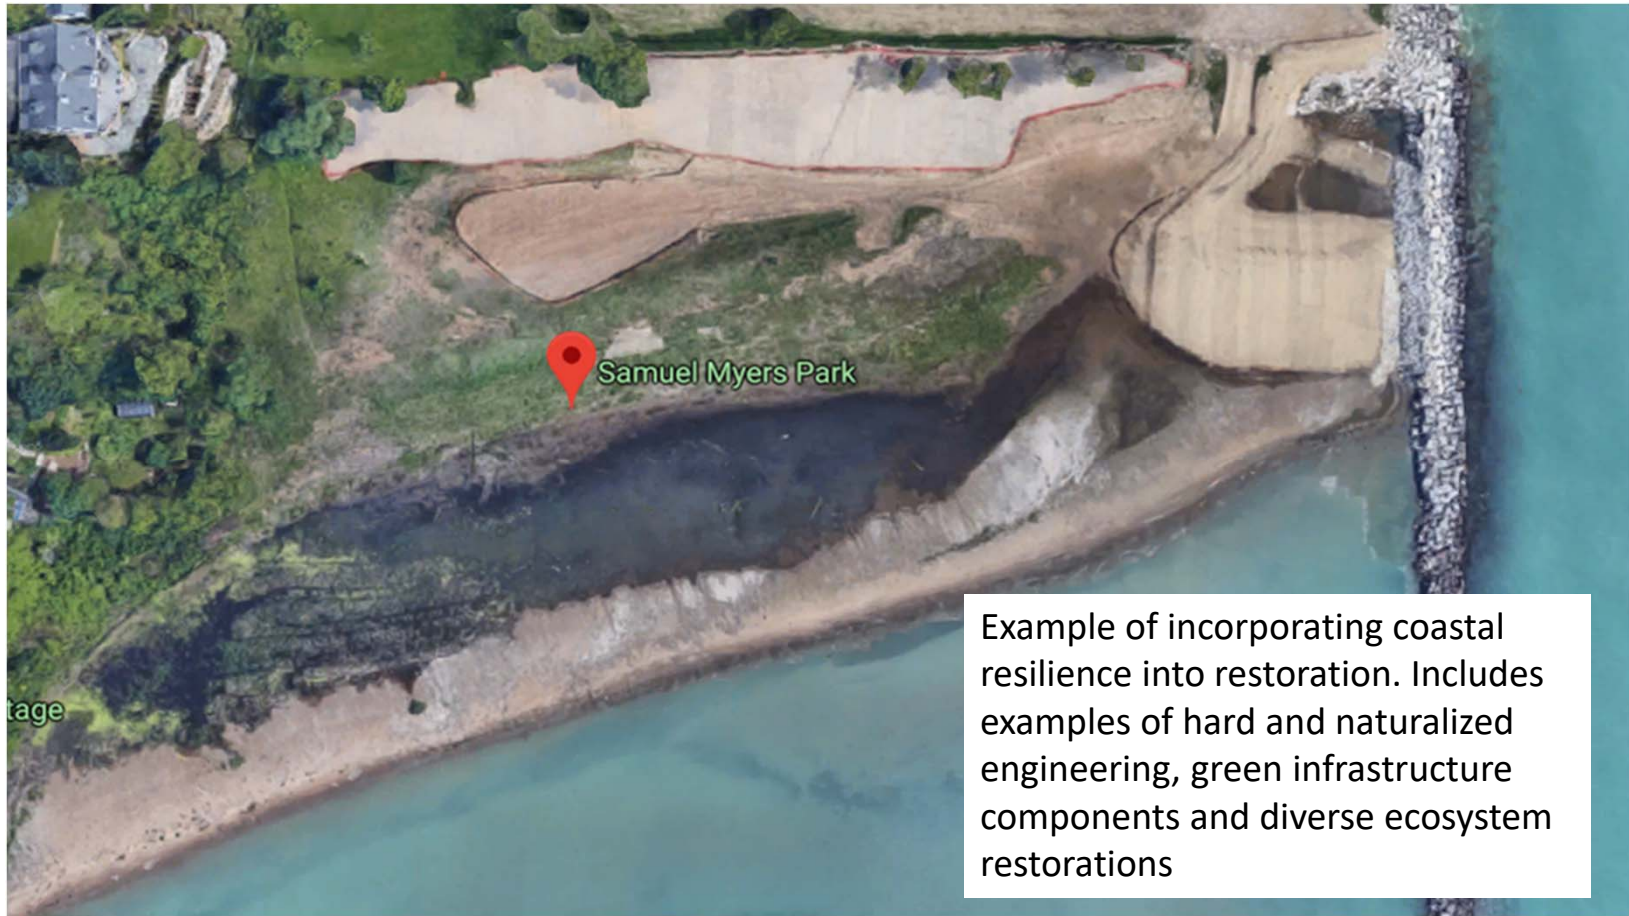 Samuel Myers Park
tage
Example of incorporating coastal
resilience into restoration. Includes
examples of hard and naturalized
engineering, green infrastructure
components and diverse ecosystem
restorations